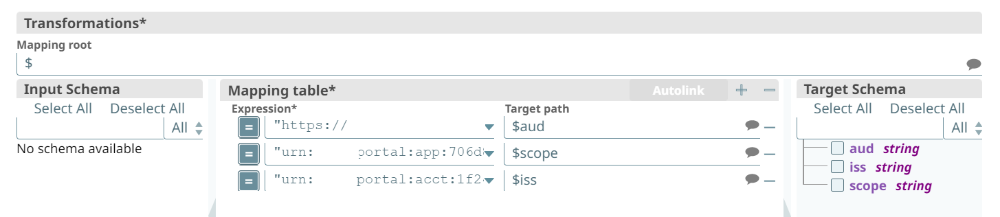 Transformations*
Mapping root
$
Input Schema
Select All Deselect All
All
No schema available
Mapping table*
Autolink + −
Expression* Target path
= "https:// $aud −
= "urn: portal:app:706d $scope −
= "urn: portal:acct:1f2 $iss −
Target Schema
Select All Deselect All
All
aud string
iss string
scope string